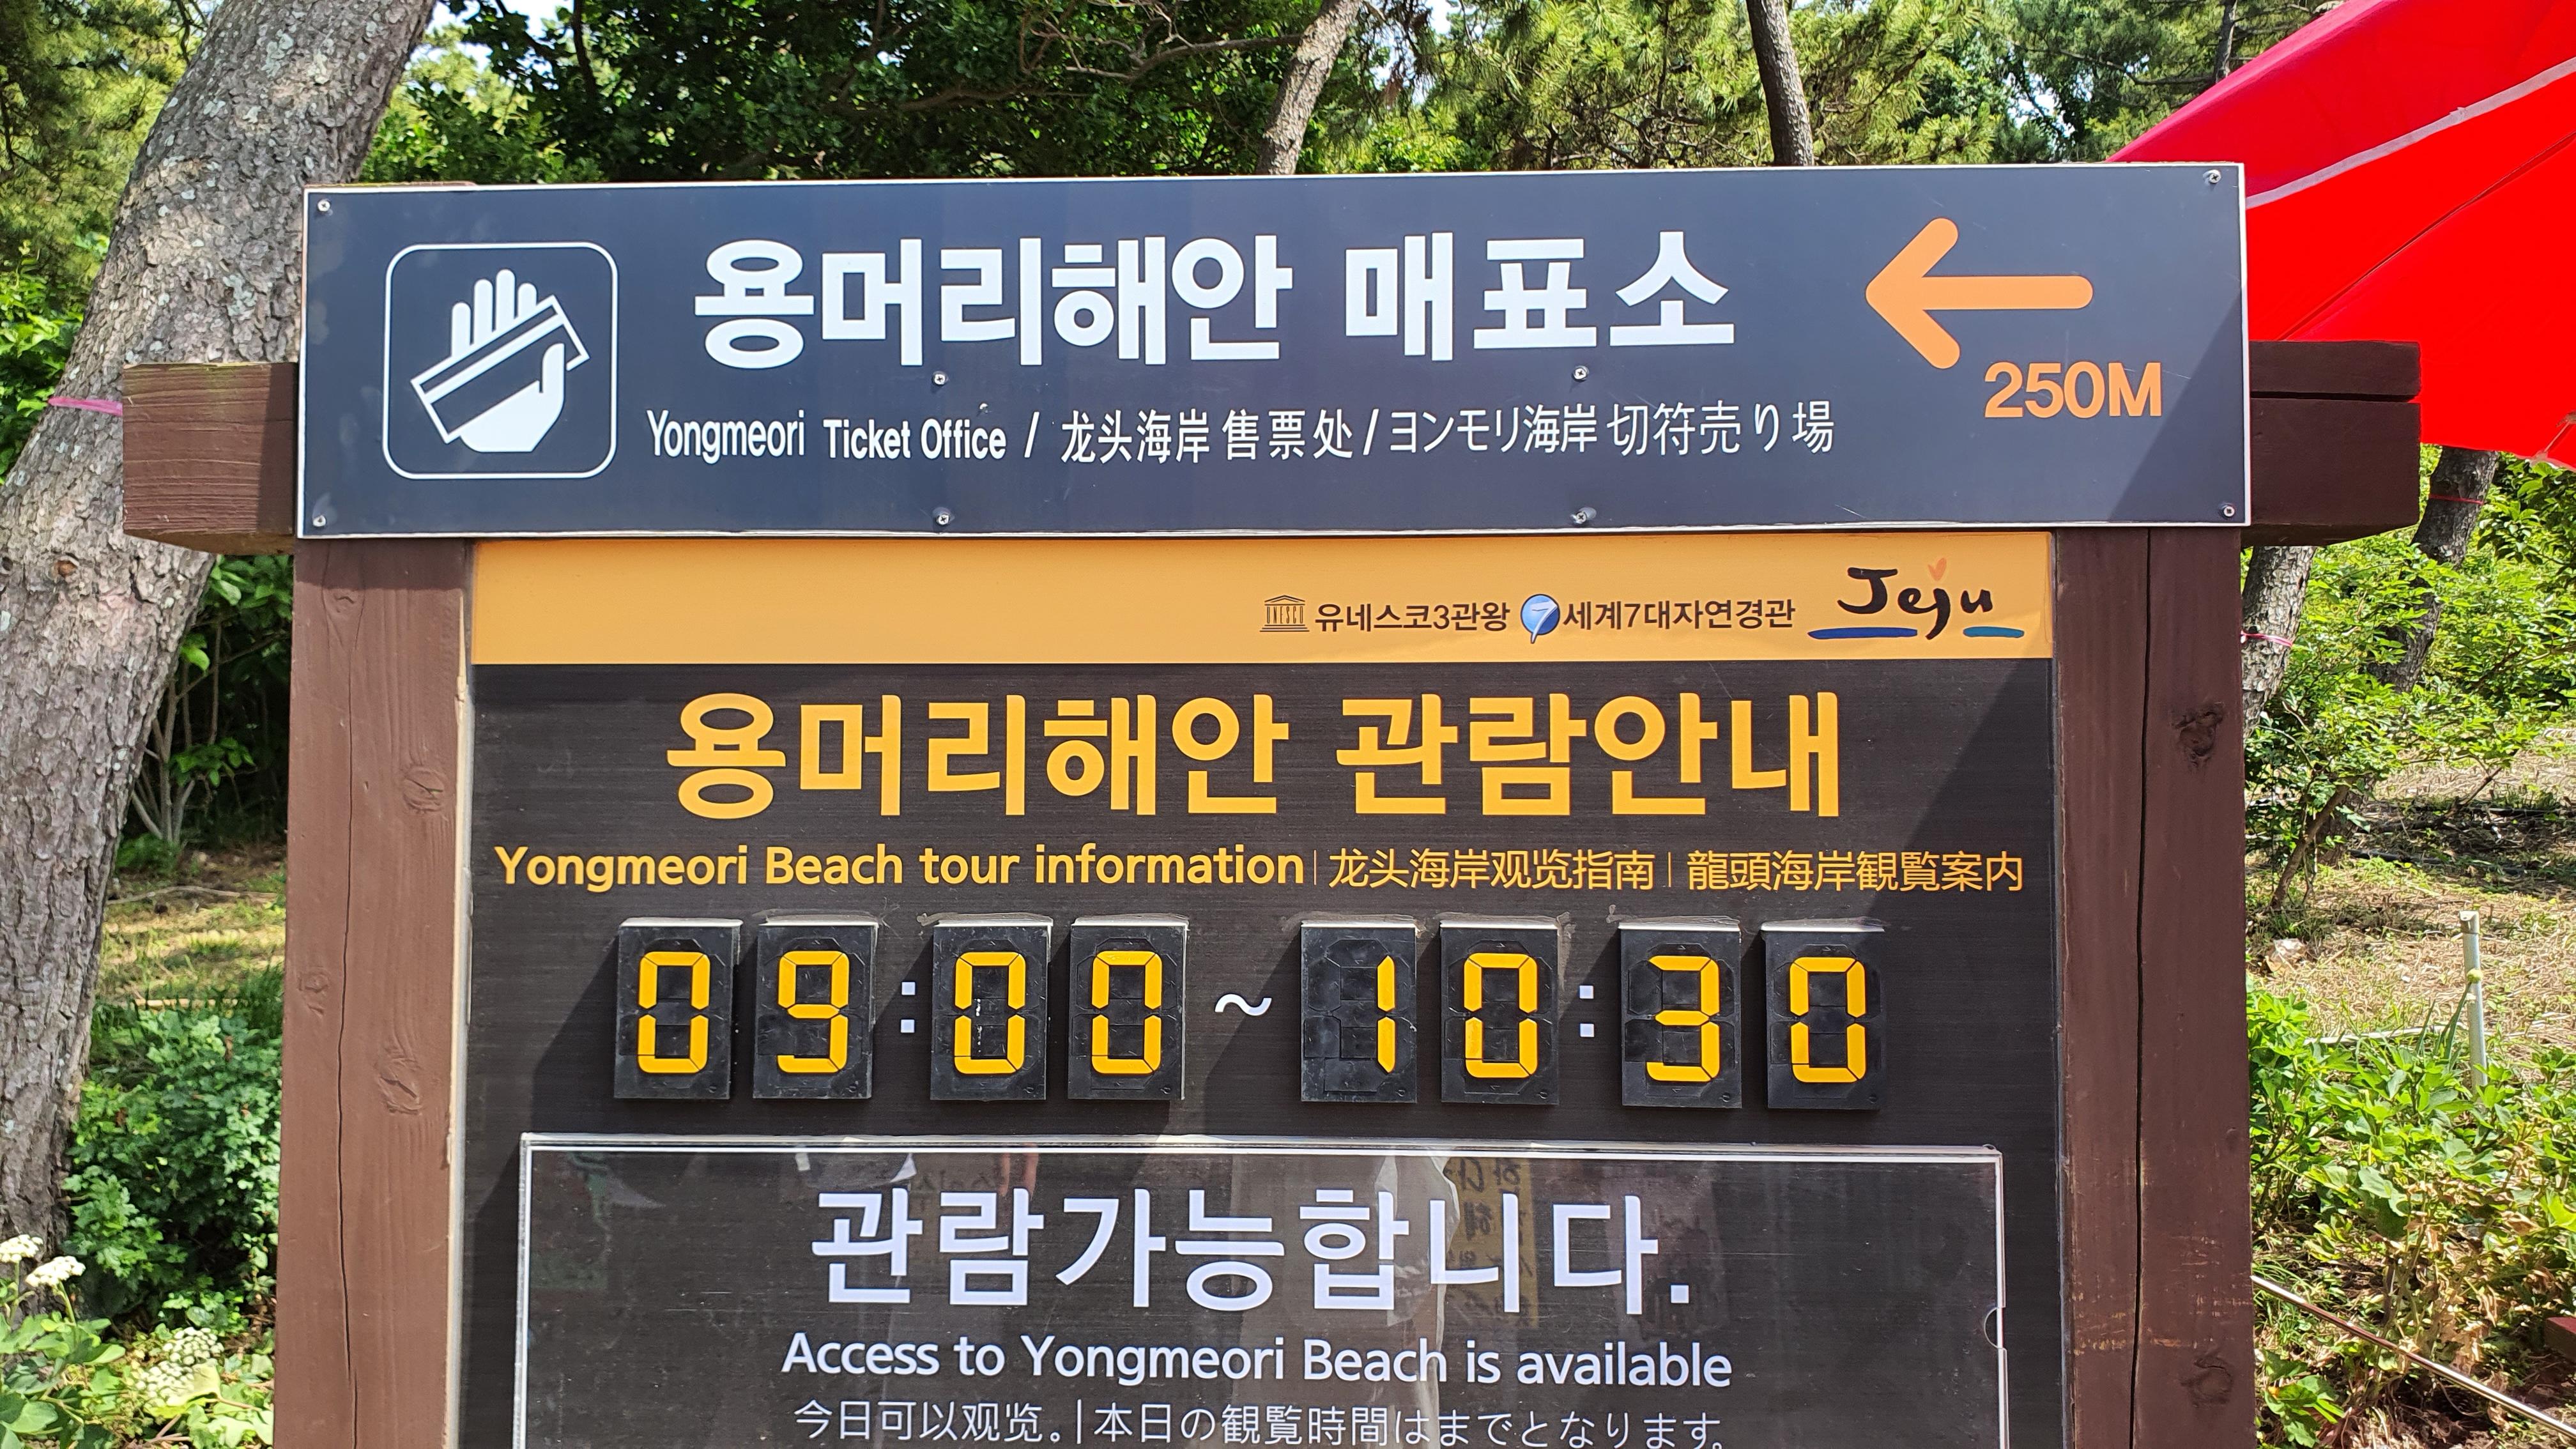 용머리해안 매표소
250M
Yongmeori Ticket Office / 龙头海岸 售票处 / ヨンモリ海岸 切符売り場
UNESCO 유네스코3관왕 7 세계7대자연경관 Jeju
용머리해안 관람안내
Yongmeori Beach tour information | 龙头海岸观览指南 | 龍頭海岸観覧案内
09:00 ~ 10:30
관람가능합니다.
Access to Yongmeori Beach is available
今日可以观览。| 本日の観覧時間はまでとなります。